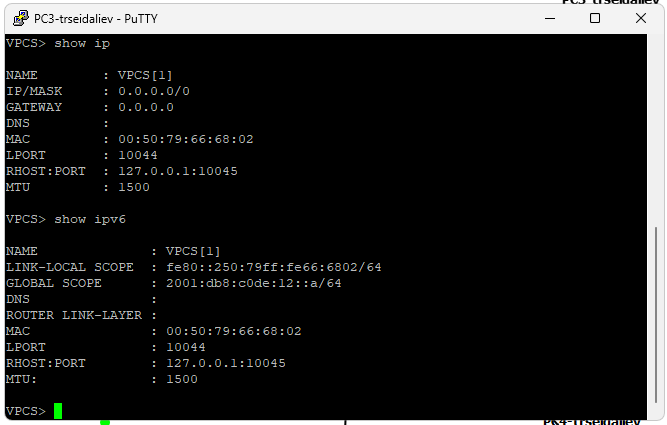 PC3-trseidaliev
PC3-trseidaliev - PuTTY
VPCS> show ip
NAME        : VPCS[1]
IP/MASK     : 0.0.0.0/0
GATEWAY     : 0.0.0.0
DNS         :
MAC         : 00:50:79:66:68:02
LPORT       : 10044
RHOST:PORT  : 127.0.0.1:10045
MTU         : 1500
VPCS> show ipv6
NAME              : VPCS[1]
LINK-LOCAL SCOPE  : fe80::250:79ff:fe66:6802/64
GLOBAL SCOPE      : 2001:db8:c0de:12::a/64
DNS               :
ROUTER LINK-LAYER :
MAC               : 00:50:79:66:68:02
LPORT             : 10044
RHOST:PORT        : 127.0.0.1:10045
MTU:              : 1500
VPCS>
PC4-trseidaliev